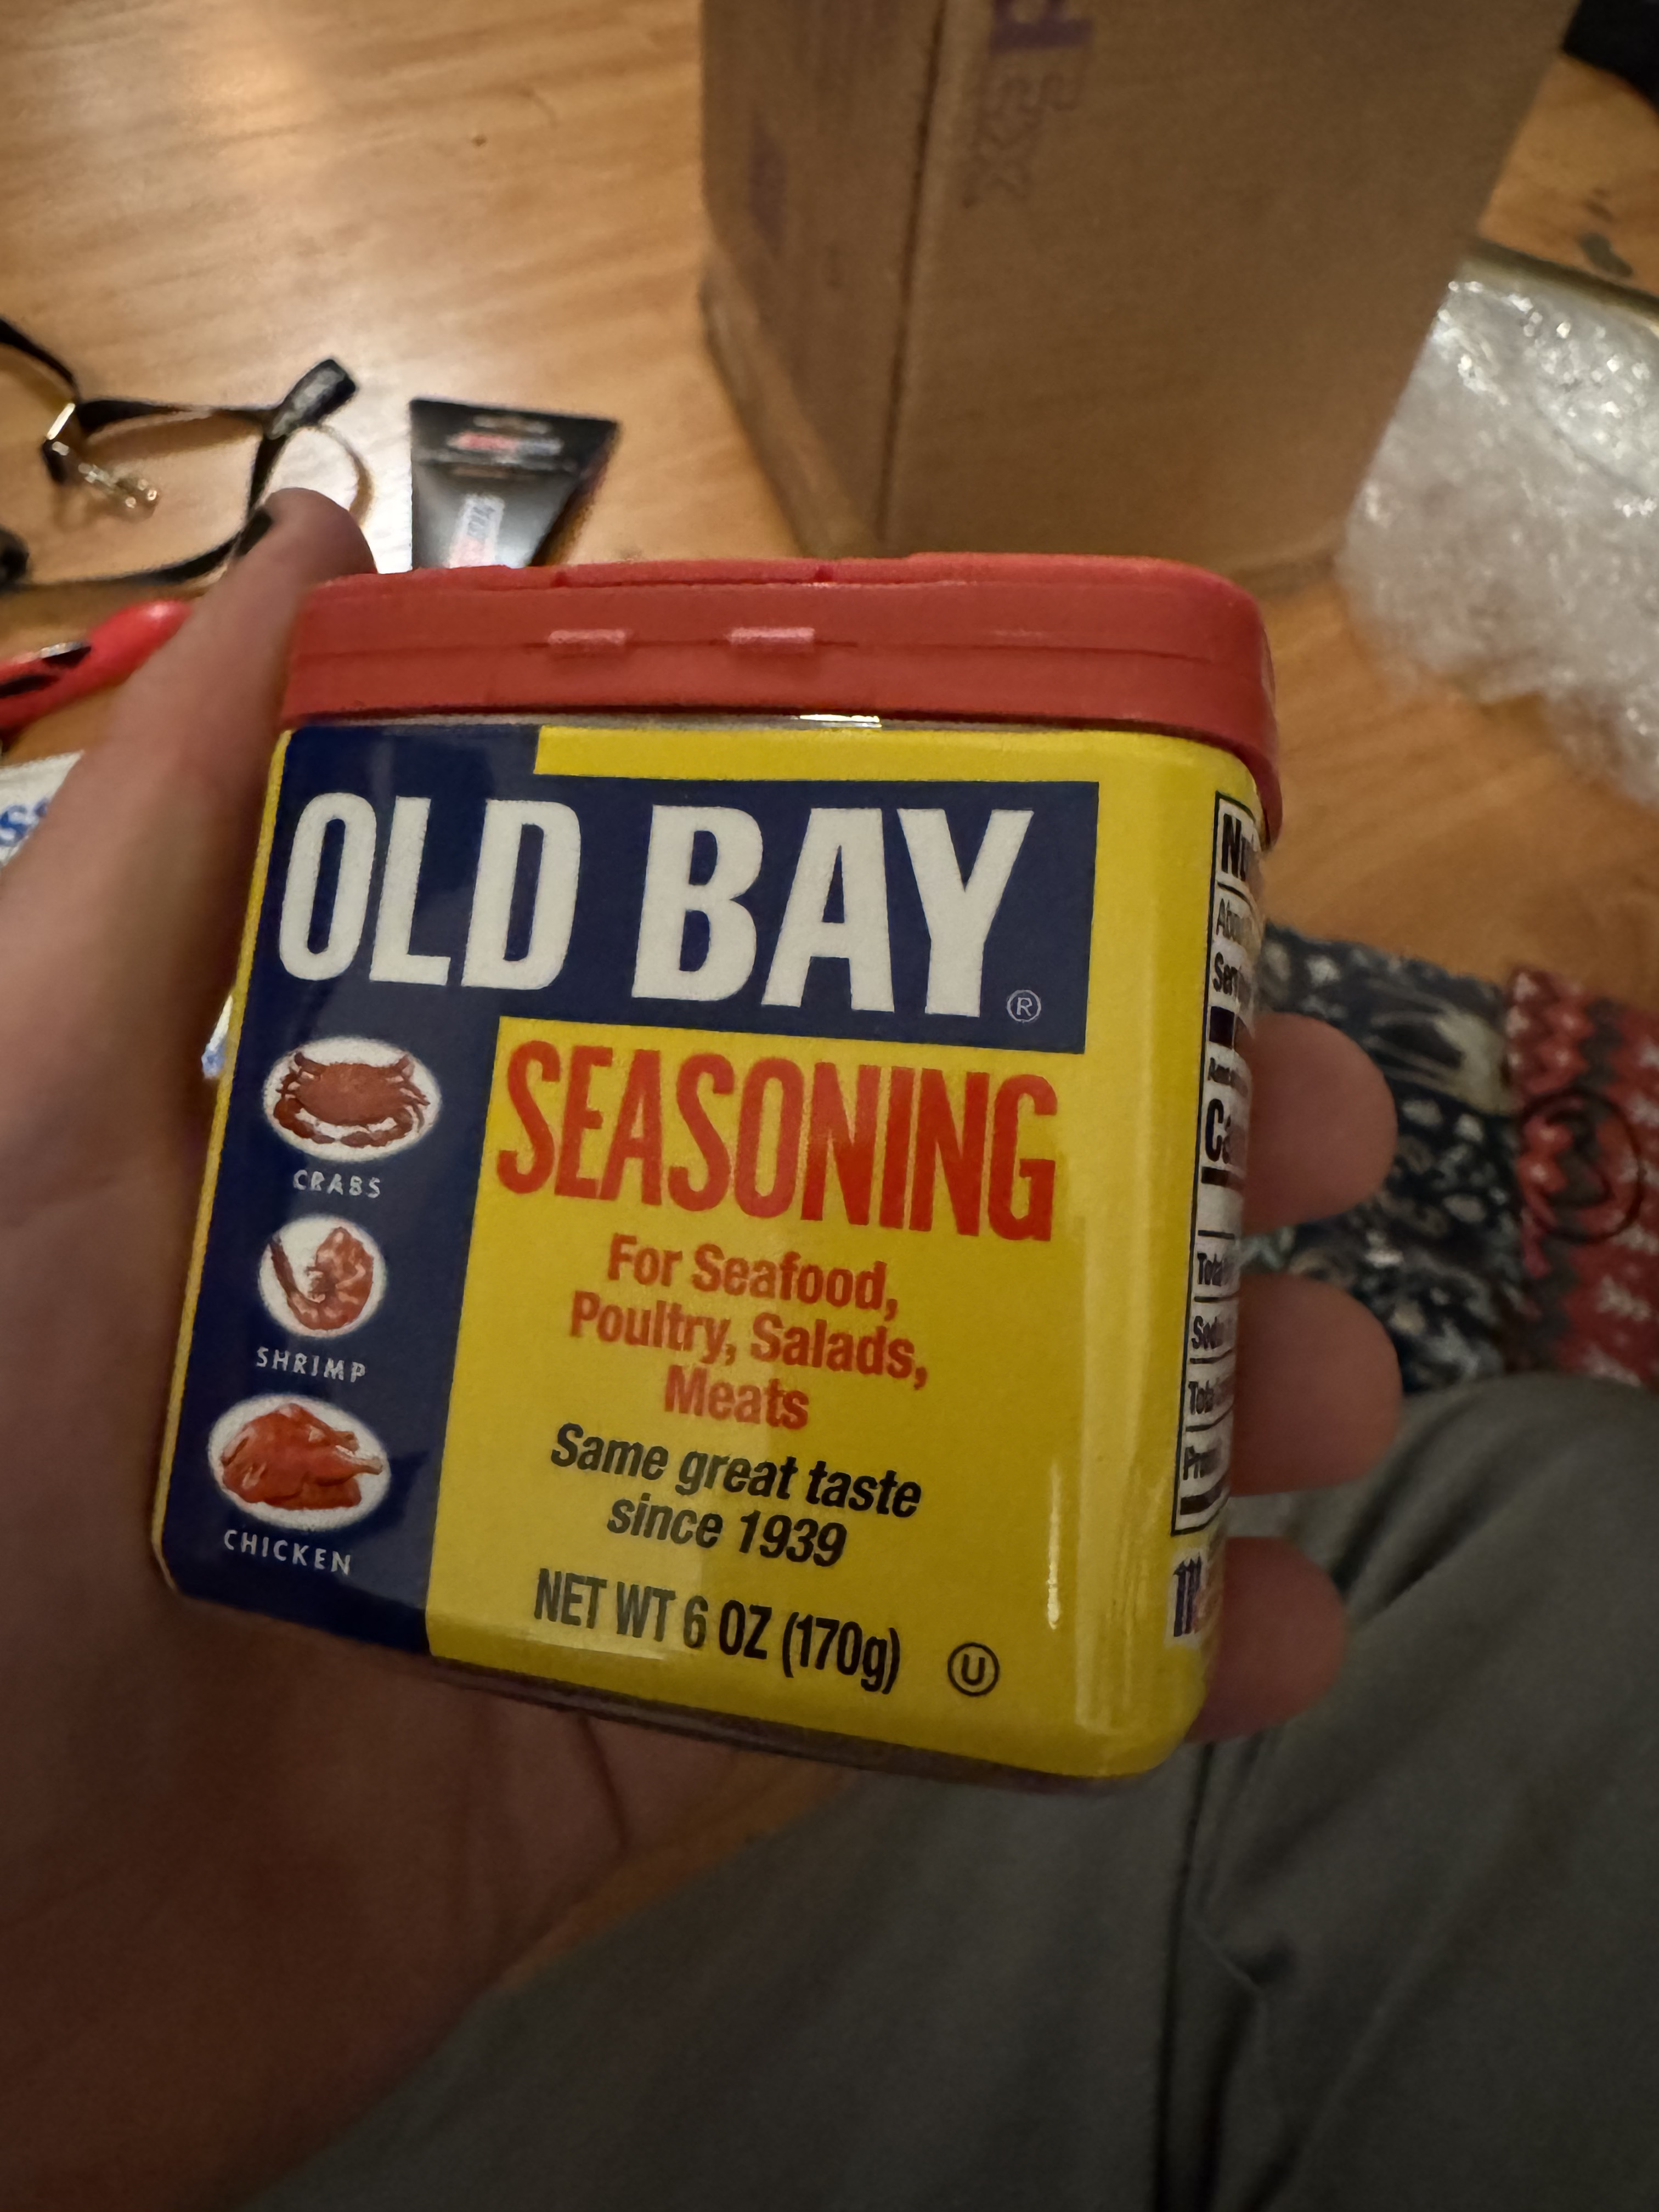 OLD BAY®
SEASONING
For Seafood,
Poultry, Salads,
Meats
Same great taste
since 1939
NET WT 6 OZ (170g)
U
CRABS
SHRIMP
CHICKEN